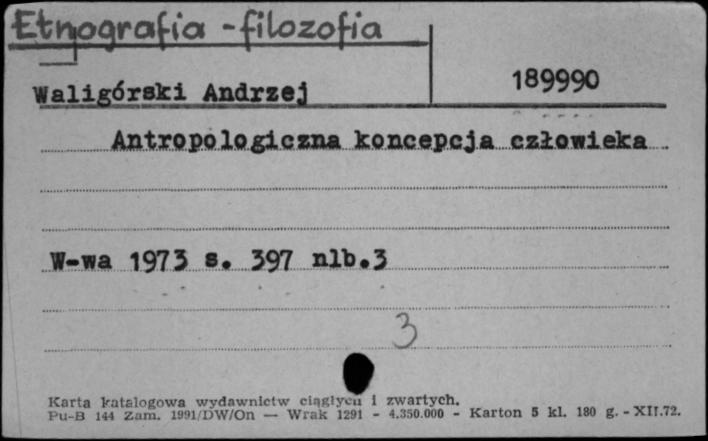 Etnografia - filozofia
189990
Waligórski Andrzej
Antropologiczna koncepcja człowieka
W-wa 1973 s. 397 nlb.3
3
Karta katalogowa wydawnictw ciągłych i zwartych.
Pu-B 144 Zam. 1991/DW/On — Wrak 1291 - 4.350.000 - Karton 5 kl. 180 g. - XII.72.